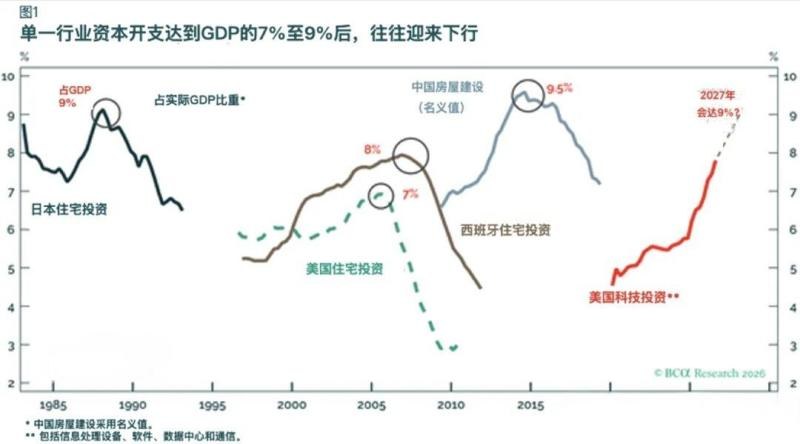 图1
单一行业资本开支达到GDP的7%至9%后，往往迎来下行
% %
10 10
9 9
8 8
7 7
6 6
5 5
4 4
3 3
2 2
占GDP
9%
占实际GDP比重*
中国房屋建设
（名义值）
9.5%
2027年
会达9%？
8%
7%
日本住宅投资
西班牙住宅投资
美国住宅投资
美国科技投资**
© BCα Research 2026
1985 1990 1995 2000 2005 2010 2015
* 中国房屋建设采用名义值。
** 包括信息处理设备、软件、数据中心和通信。